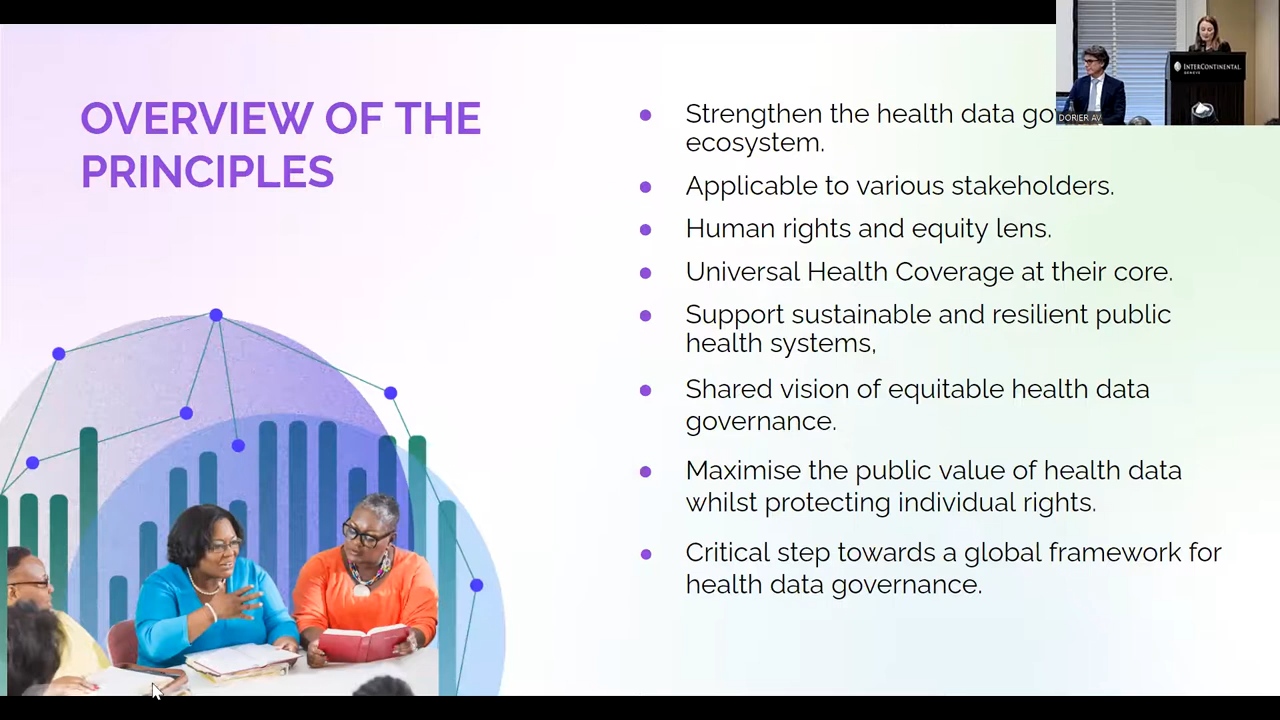 OVERVIEW OF THE
PRINCIPLES
Strengthen the health data go
ecosystem.
Applicable to various stakeholders.
Human rights and equity lens.
Universal Health Coverage at their core.
Support sustainable and resilient public
health systems,
Shared vision of equitable health data
governance.
Maximise the public value of health data
whilst protecting individual rights.
Critical step towards a global framework for
health data governance.
INTERCONTINENTAL
GENEVE
DORIER AV